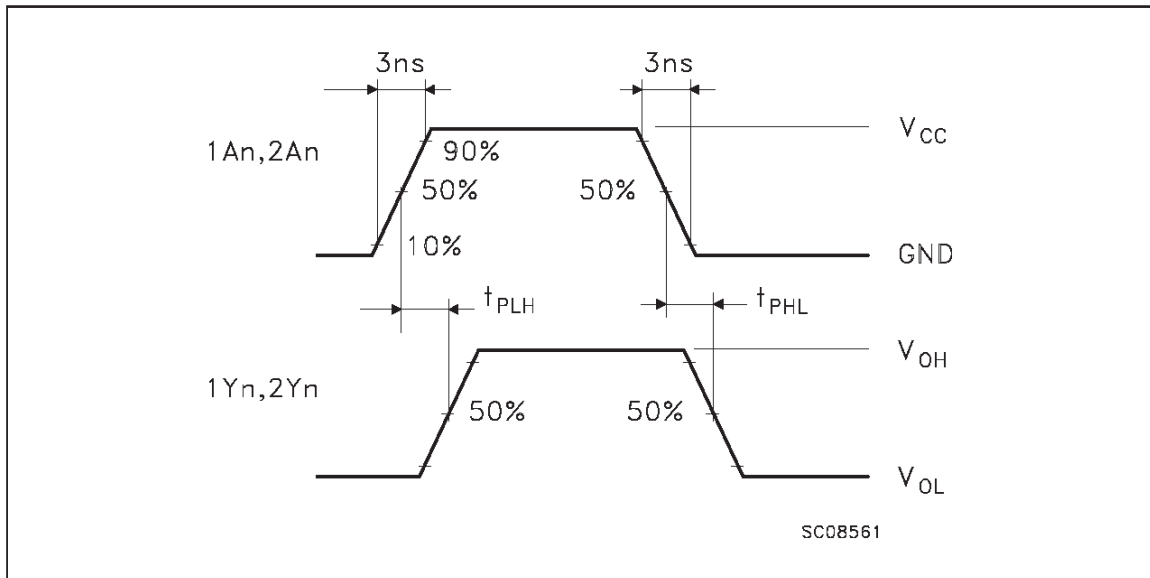 3ns 3ns
V_CC
1An,2An 90%
50% 50%
10% GND
t_PLH t_PHL
V_OH
1Yn,2Yn
50% 50%
V_OL
SC08561